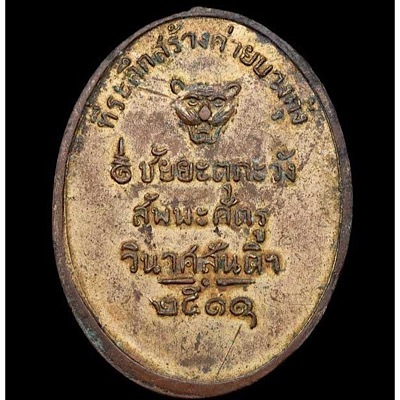 ที่ระฤกสร้างค่ายบางกุ้ง
ชัยยะตะกะวัง
สัพพะศัตรู
วินาศสันติฯ
๒๕๑๑